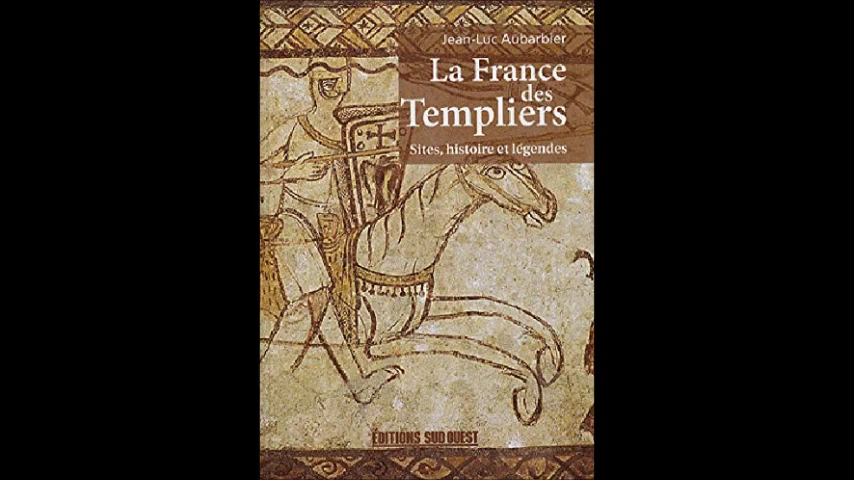 Jean-Luc Aubarbier
La France
des
Templiers
Sites, histoire et légendes
ÉDITIONS SUD OUEST